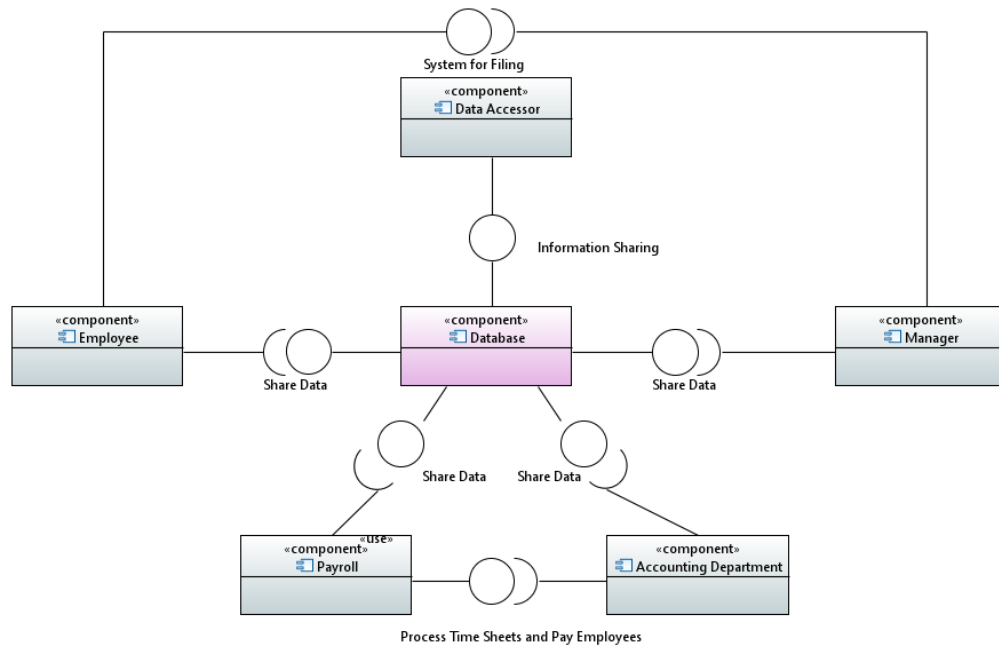 System for Filing
«component»
Data Accessor
Information Sharing
«component»
Employee
«component»
Database
«component»
Manager
Share Data
Share Data
Share Data
Share Data
«use»
«component»
Payroll
«component»
Accounting Department
Process Time Sheets and Pay Employees